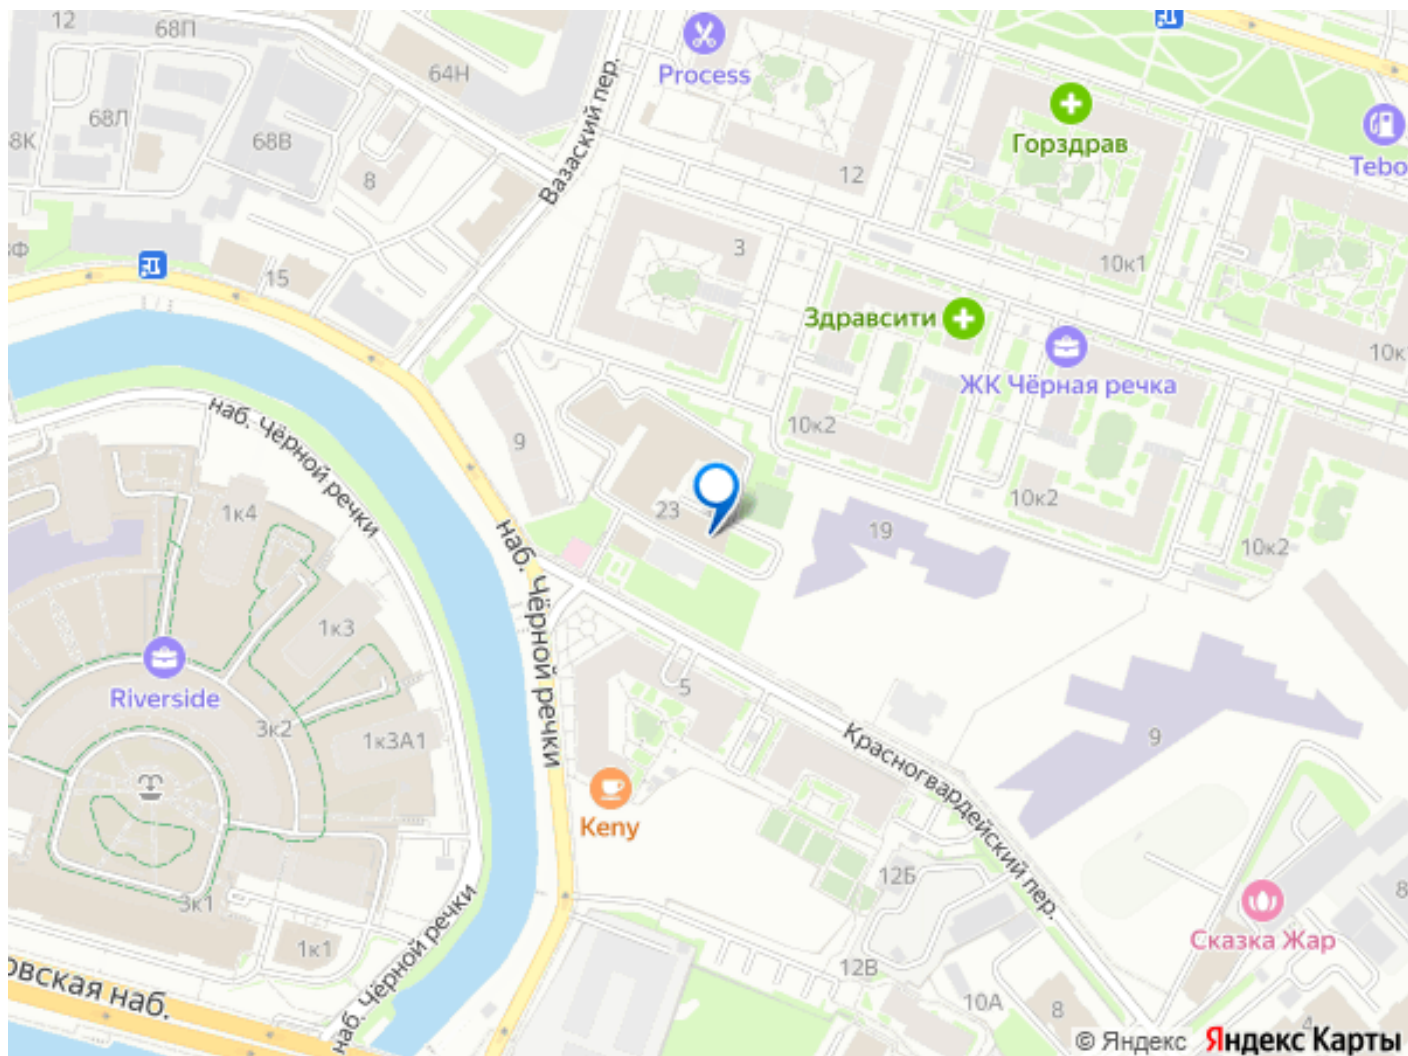 12
68П
64Н
Process
68Л
68В
8К
8
Вазаский пер.
Горздрав
Tebo
12
3
10к1
15
Здравсити
ЖК Чёрная речка
10к
наб. Чёрной речки
9
10к2
10к2
10к2
1к4
23
19
наб. Чёрной речки
1к3
Riverside
3к2
1к3А1
5
9
Красногвардейский пер.
Keny
3к1
1к1
наб. Чёрной речки
12Б
12В
10А
8
8
Сказка Жар
овская наб.
© Яндекс Яндекс Карты